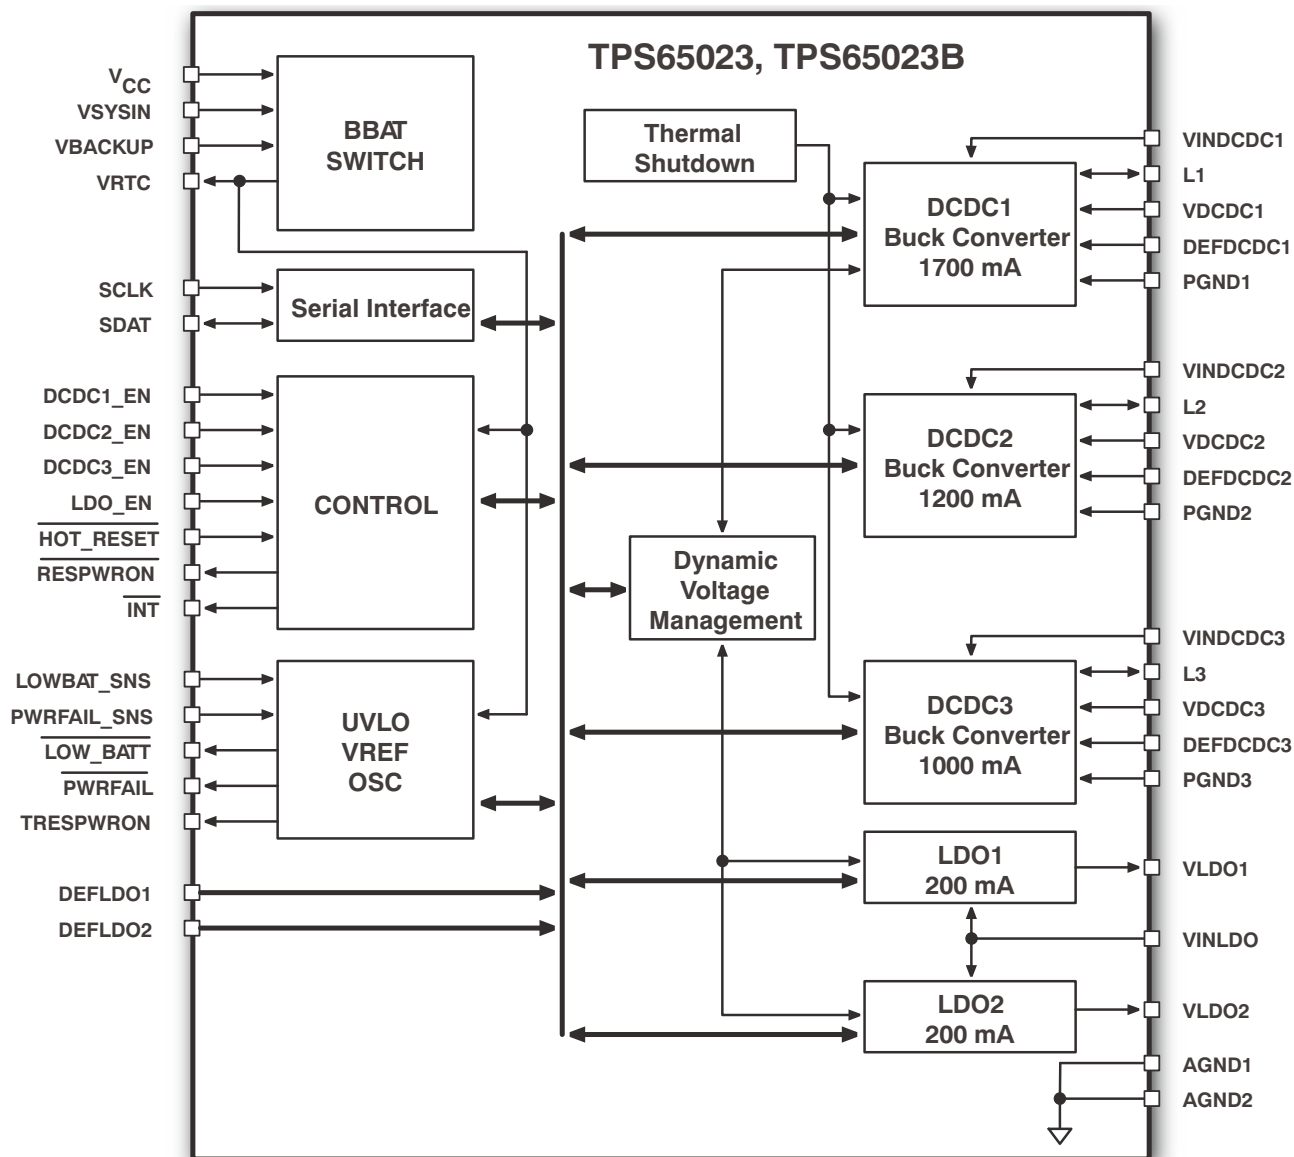 TPS65023, TPS65023B
VCC
VSYSIN
VBACKUP
VRTC
BBAT
SWITCH
SCLK
SDAT
Serial Interface
DCDC1_EN
DCDC2_EN
DCDC3_EN
LDO_EN
HOT_RESET
RESPWRON
INT
CONTROL
LOWBAT_SNS
PWRFAIL_SNS
LOW_BATT
PWRFAIL
TRESPWRON
UVLO
VREF
OSC
DEFLDO1
DEFLDO2
Thermal
Shutdown
Dynamic
Voltage
Management
DCDC1
Buck Converter
1700 mA
VINDCDC1
L1
VDCDC1
DEFDCDC1
PGND1
DCDC2
Buck Converter
1200 mA
VINDCDC2
L2
VDCDC2
DEFDCDC2
PGND2
DCDC3
Buck Converter
1000 mA
VINDCDC3
L3
VDCDC3
DEFDCDC3
PGND3
LDO1
200 mA
VLDO1
VINLDO
LDO2
200 mA
VLDO2
AGND1
AGND2